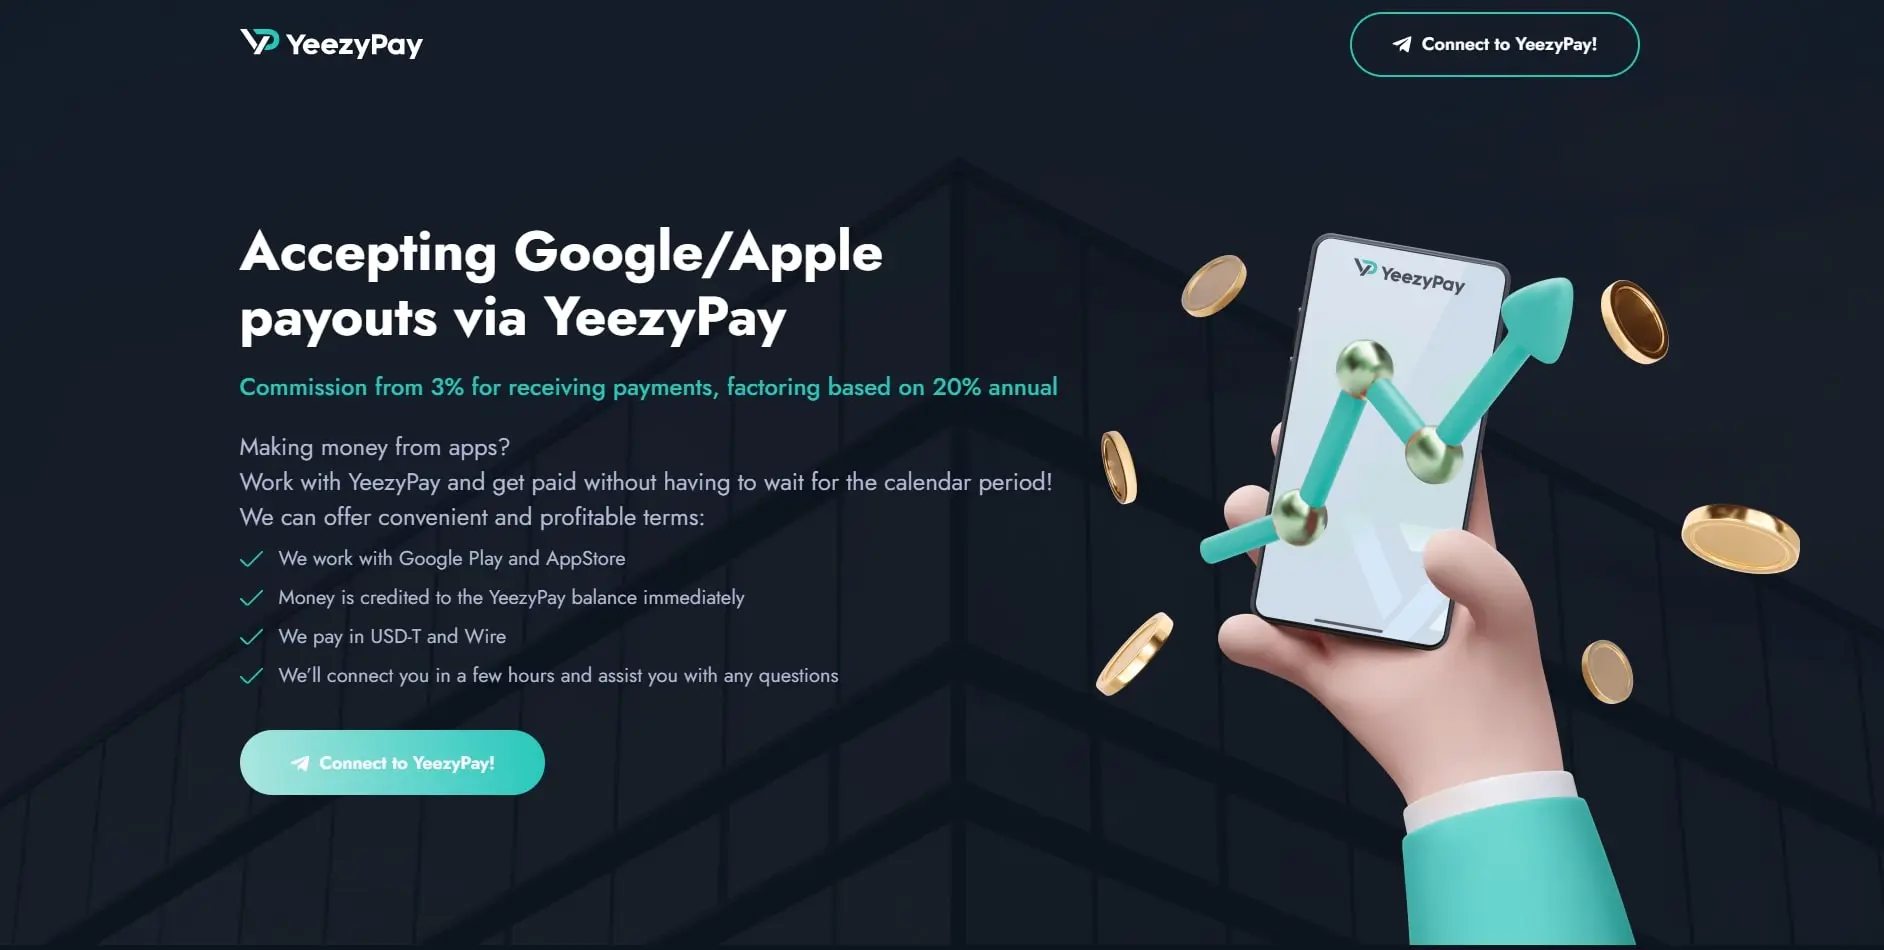 YeezyPay
Connect to YeezyPay!
Accepting Google/Apple
payouts via YeezyPay
Commission from 3% for receiving payments, factoring based on 20% annual
Making money from apps?
Work with YeezyPay and get paid without having to wait for the calendar period!
We can offer convenient and profitable terms:
We work with Google Play and AppStore
Money is credited to the YeezyPay balance immediately
We pay in USD-T and Wire
We'll connect you in a few hours and assist you with any questions
Connect to YeezyPay!
YeezyPay